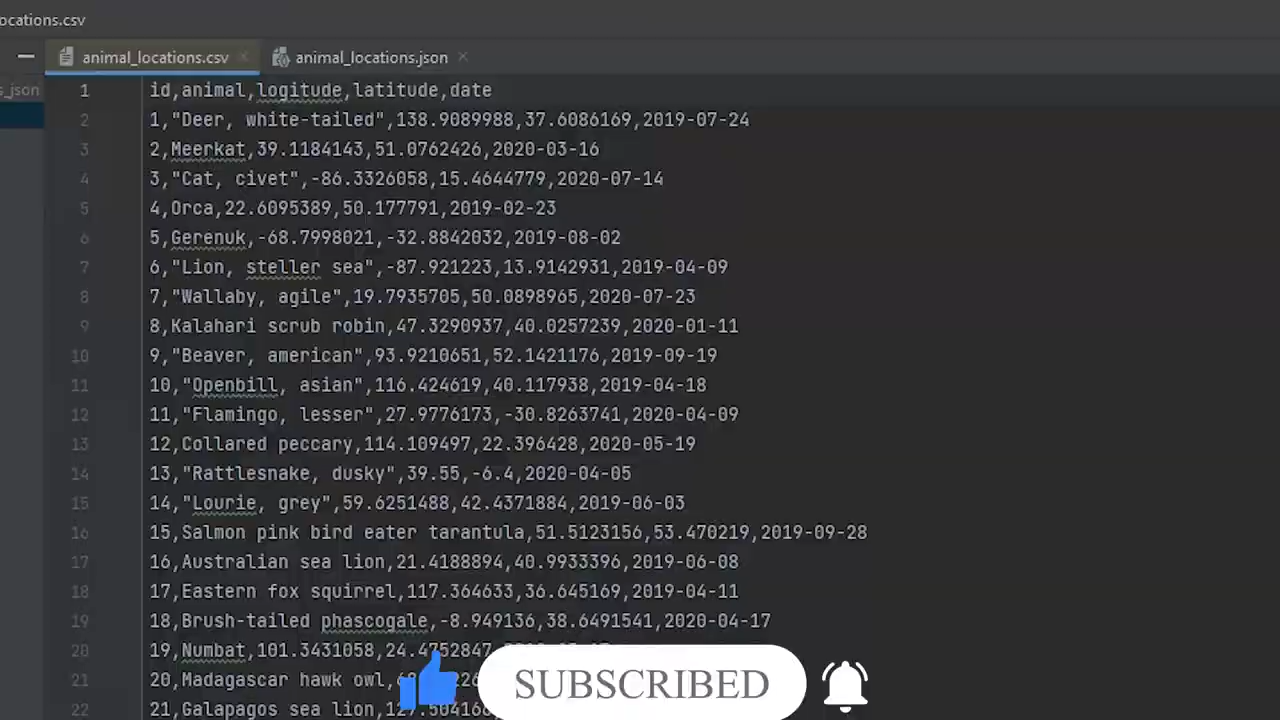 ocations.csv
animal_locations.csv
animal_locations.json
s_json
1 id,animal,logitude,latitude,date
2 1,"Deer, white-tailed",138.9089988,37.6086169,2019-07-24
3 2,Meerkat,39.1184143,51.0762426,2020-03-16
4 3,"Cat, civet",-86.3326058,15.4644779,2020-07-14
5 4,Orca,22.6095389,50.177791,2019-02-23
6 5,Gerenuk,-68.7998021,-32.8842032,2019-08-02
7 6,"Lion, steller sea",-87.921223,13.9142931,2019-04-09
8 7,"Wallaby, agile",19.7935705,50.0898965,2020-07-23
9 8,Kalahari scrub robin,47.3290937,40.0257239,2020-01-11
10 9,"Beaver, american",93.9210651,52.1421176,2019-09-19
11 10,"Openbill, asian",116.424619,40.117938,2019-04-18
12 11,"Flamingo, lesser",27.9776173,-30.8263741,2020-04-09
13 12,Collared peccary,114.109497,22.396428,2020-05-19
14 13,"Rattlesnake, dusky",39.55,-6.4,2020-04-05
15 14,"Lourie, grey",59.6251488,42.4371884,2019-06-03
16 15,Salmon pink bird eater tarantula,51.5123156,53.470219,2019-09-28
17 16,Australian sea lion,21.4188894,40.9933396,2019-06-08
18 17,Eastern fox squirrel,117.364633,36.645169,2019-04-11
19 18,Brush-tailed phascogale,-8.949136,38.6491541,2020-04-17
20 19,Numbat,101.3431058,24.4752847,
21 20,Madagascar hawk owl,
22 21,Galapagos sea lion,
SUBSCRIBED